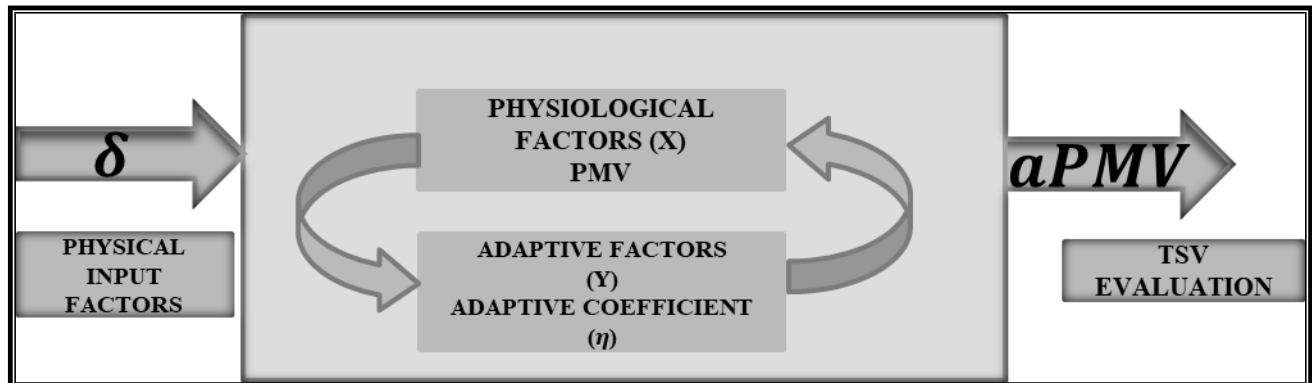 δ
PHYSICAL
INPUT
FACTORS
PHYSIOLOGICAL
FACTORS (X)
PMV
ADAPTIVE FACTORS
(Y)
ADAPTIVE COEFFICIENT
(η)
aPMV
TSV
EVALUATION